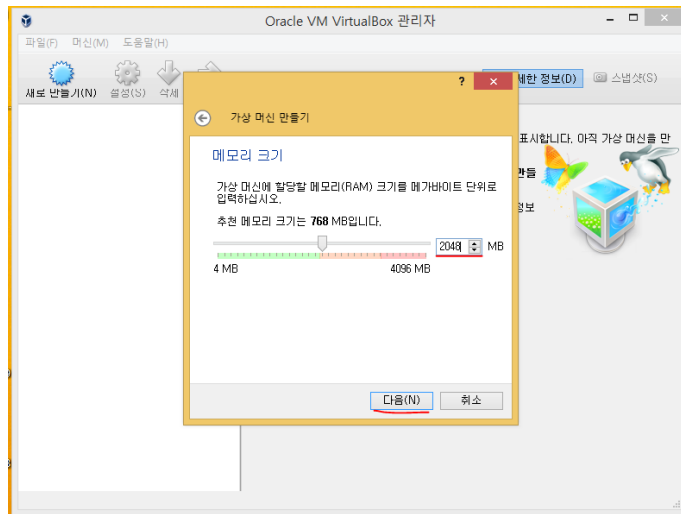 Oracle VM VirtualBox 관리자
파일(F) 머신(M) 도움말(H)
새로 만들기(N) 설정(S) 삭제 세한 정보(D) 스냅샷(S)
가상 머신 만들기
표시합니다. 아직 가상 머신을 만
만들
정보
메모리 크기
가상 머신에 할당할 메모리(RAM) 크기를 메가바이트 단위로
입력하십시오.
추천 메모리 크기는 768 MB입니다.
2048 MB
4 MB 4096 MB
다음(N) 취소